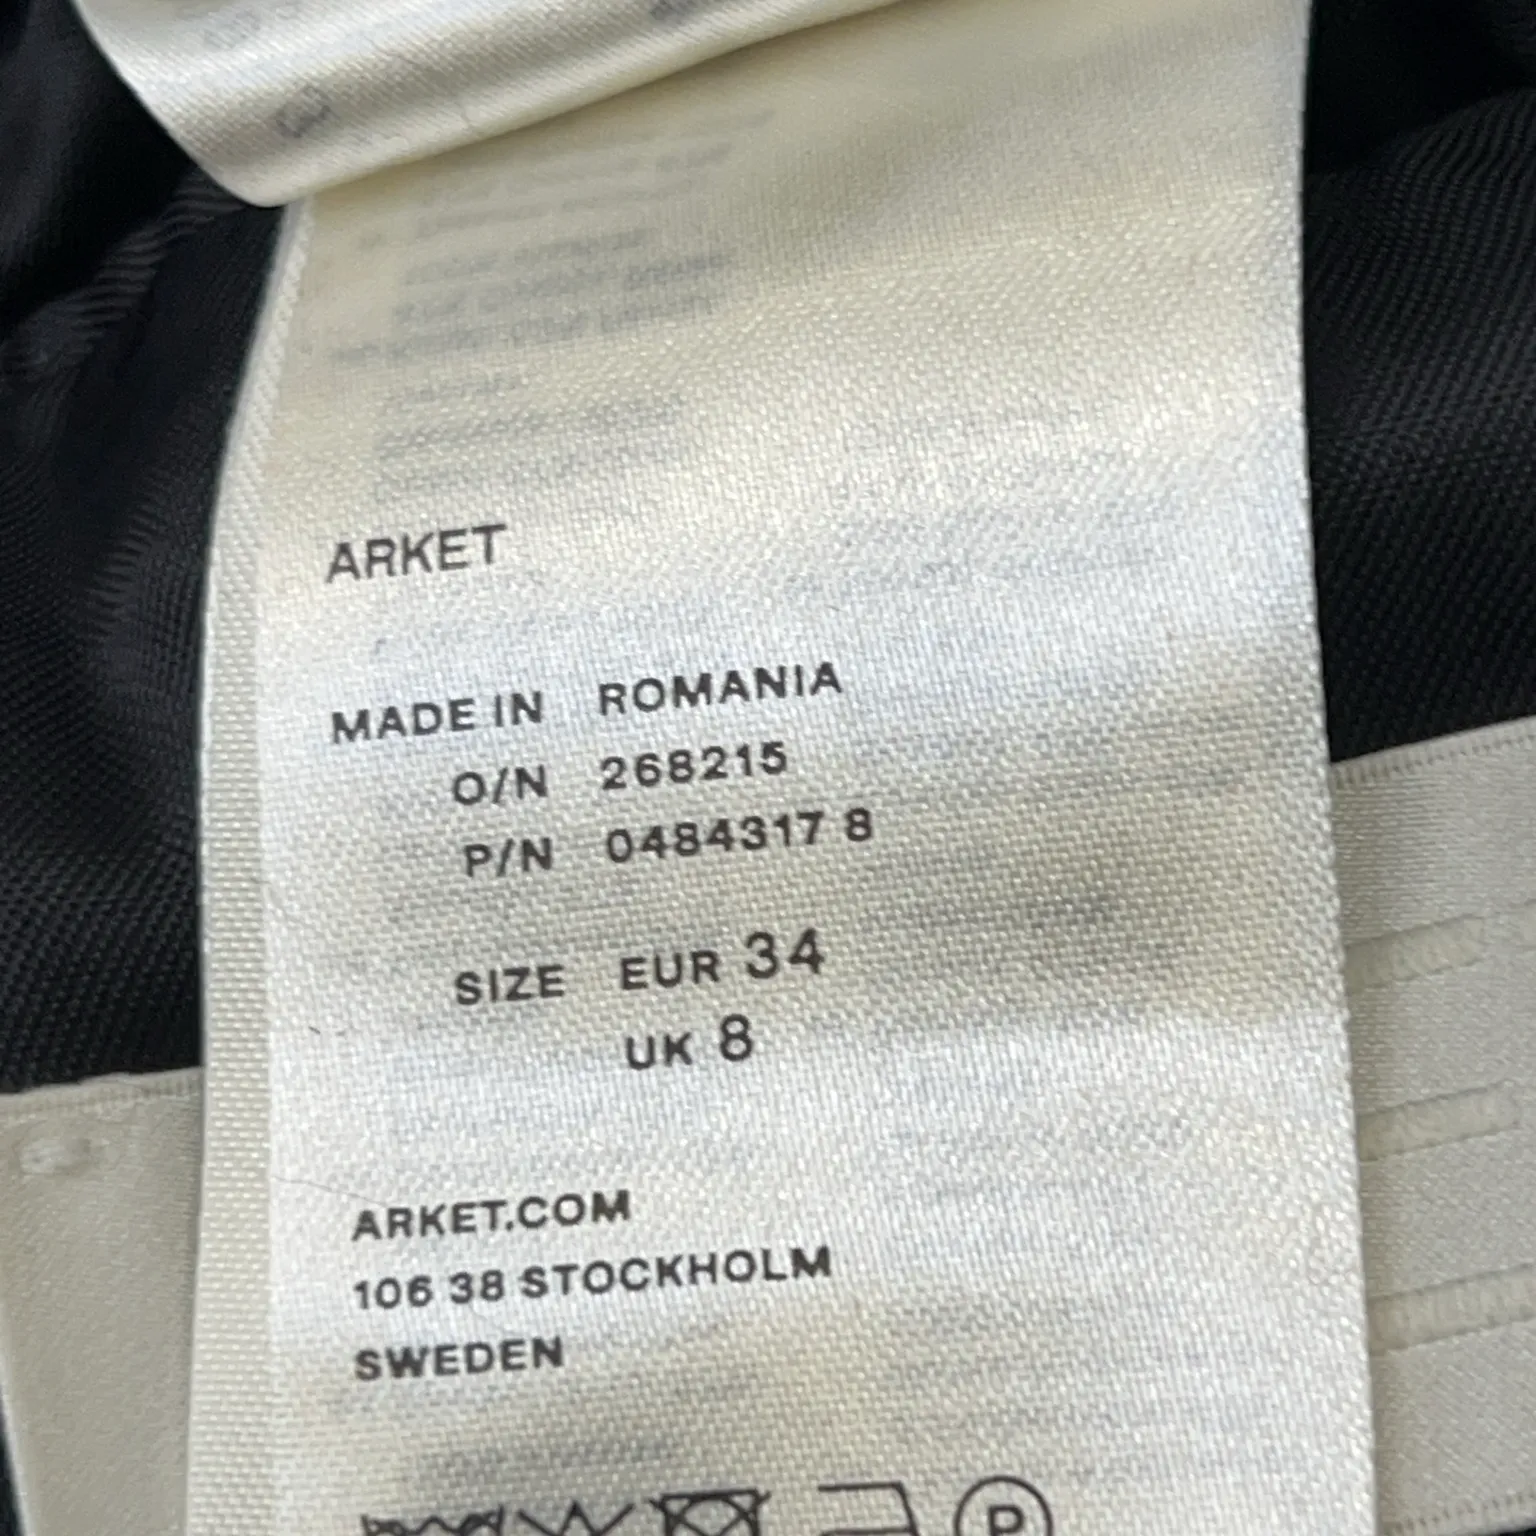 ARKET
MADE IN ROMANIA
O/N 268215
P/N 0484317 8
SIZE EUR 34
UK 8
ARKET.COM
106 38 STOCKHOLM
SWEDEN
P